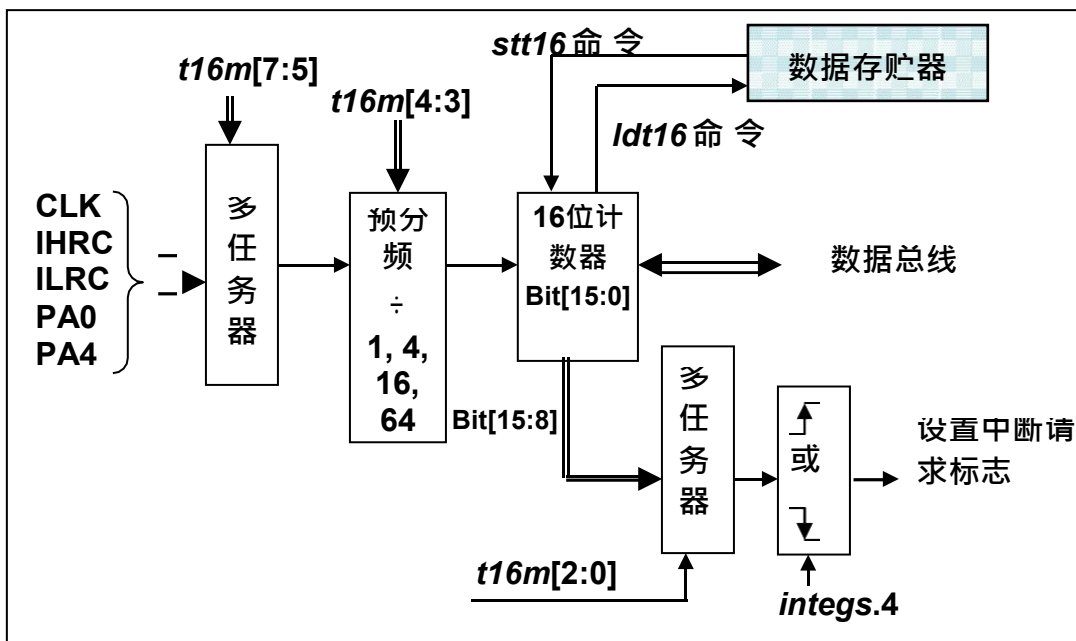 stt16 命 令
数据存贮器
t16m[7:5]
t16m[4:3]
ldt16 命 令
CLK
IHRC
ILRC
PA0
PA4
多
任
务
器
预分
频
÷
1, 4,
16,
64
16位计
数器
Bit[15:0]
数据总线
Bit[15:8]
多
任
务
器
或
设置中断请
求标志
t16m[2:0]
integs.4